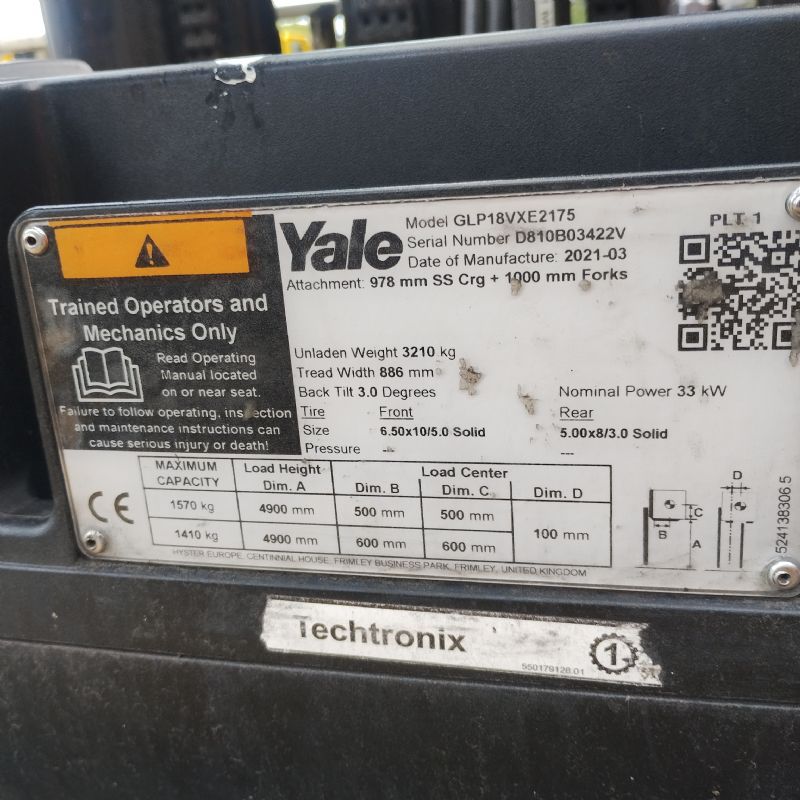 Yale
Model GLP18VXE2175
Serial Number D810B03422V
Date of Manufacture: 2021-03
Attachment: 978 mm SS Crg + 1000 mm Forks
PLT 1
Trained Operators and
Mechanics Only
Read Operating
Manual located
on or near seat.
Failure to follow operating, inspection
and maintenance instructions can
cause serious injury or death!
Unladen Weight 3210 kg
Tread Width 886 mm
Back Tilt 3.0 Degrees
Nominal Power 33 kW
Tire Front Rear
Size 6.50x10/5.0 Solid 5.00x8/3.0 Solid
Pressure --- ---
MAXIMUM CAPACITY Load Height Load Center
Dim. A Dim. B Dim. C Dim. D
1570 kg 4900 mm 500 mm 500 mm 100 mm
1410 kg 4900 mm 600 mm 600 mm
CE
D
C
B
A
524138306 5
HYSTER EUROPE, CENTINNIAL HOUSE, FRIMLEY BUSINESS PARK, FRIMLEY, UNITED KINGDOM
Techtronix
1
550179128 01